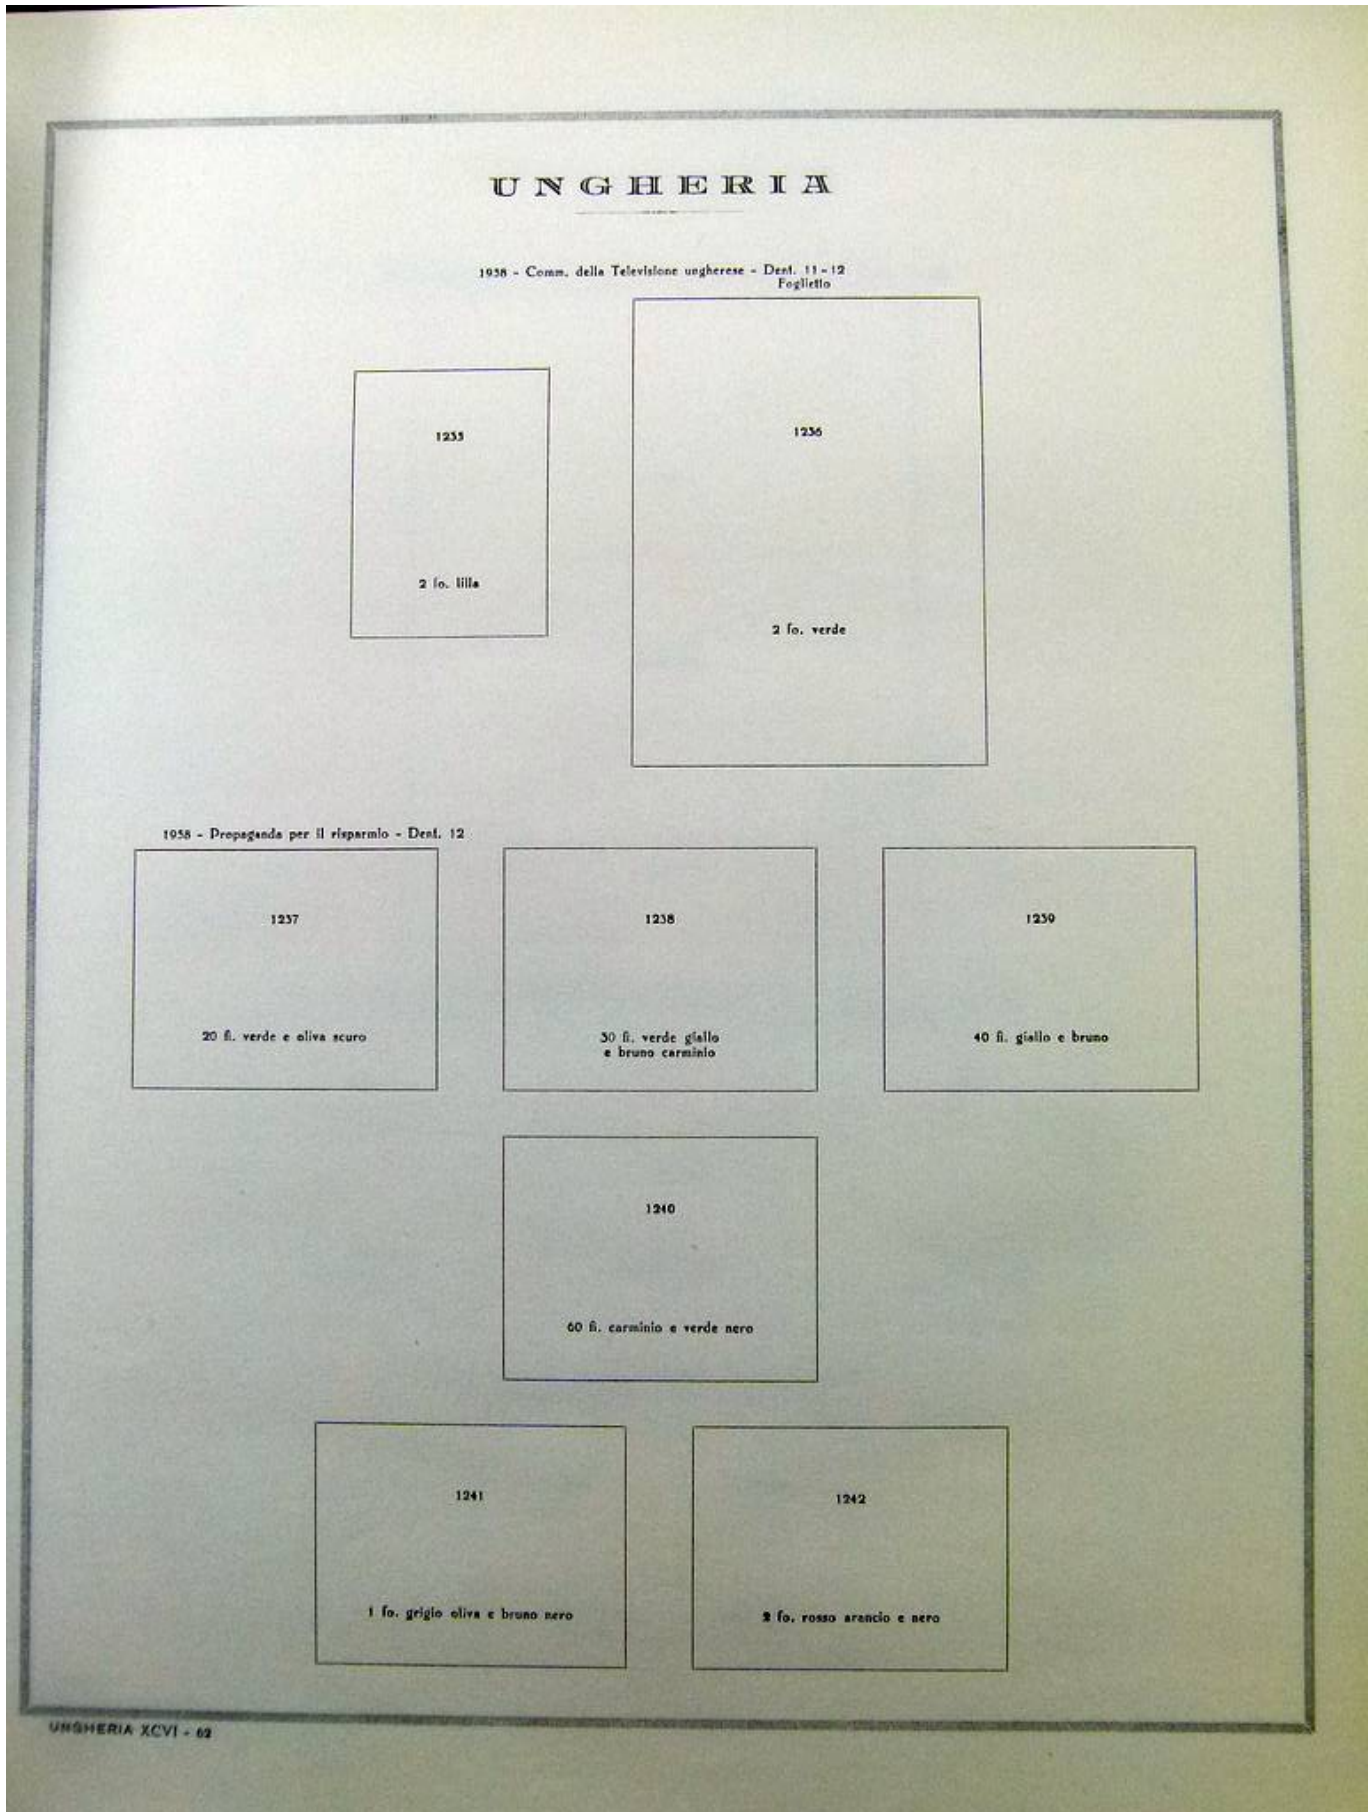 UNGHERIA
1958 - Comm. della Televisione ungherese - Dent. 11 - 12
Foglietto
1235
1236
2 fo. lilla
2 fo. verde
1958 - Propaganda per il risparmio - Dent. 12
1237
1238
1239
20 fi. verde e oliva scuro
30 fi. verde giallo
e bruno carminio
40 fi. giallo e bruno
1240
60 fi. carminio e verde nero
1241
1242
1 fo. grigio oliva e bruno nero
2 fo. rosso arancio e nero
UNGHERIA XCVI - 62